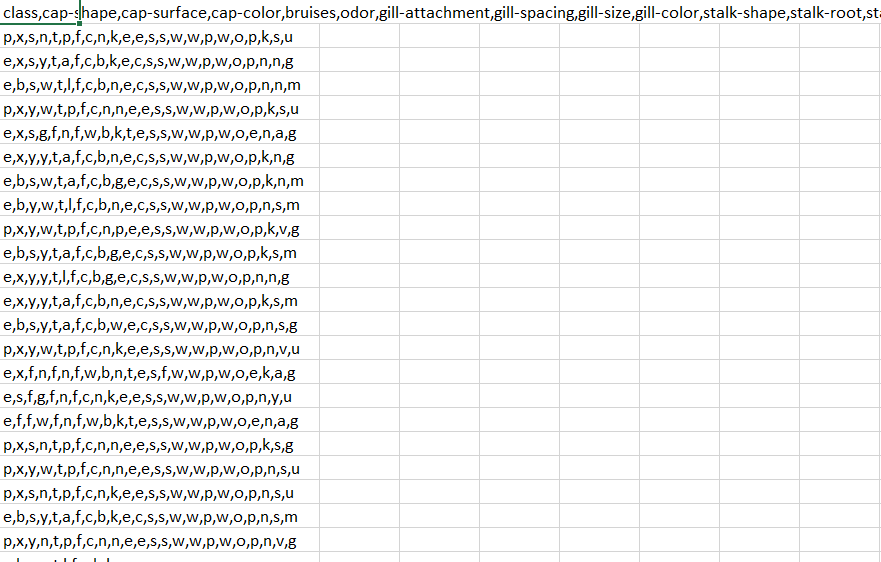 class,cap-shape,cap-surface,cap-color,bruises,odor,gill-attachment,gill-spacing,gill-size,gill-color,stalk-shape,stalk-root,sta
p,x,s,n,t,p,f,c,n,k,e,e,s,s,w,w,p,w,o,p,k,s,u
e,x,s,y,t,a,f,c,b,k,e,c,s,s,w,w,p,w,o,p,n,n,g
e,b,s,w,t,l,f,c,b,n,e,c,s,s,w,w,p,w,o,p,n,n,m
p,x,y,w,t,p,f,c,n,n,e,e,s,s,w,w,p,w,o,p,k,s,u
e,x,s,g,f,n,f,w,b,k,t,e,s,s,w,w,p,w,o,e,n,a,g
e,x,y,y,t,a,f,c,b,n,e,c,s,s,w,w,p,w,o,p,k,n,g
e,b,s,w,t,a,f,c,b,g,e,c,s,s,w,w,p,w,o,p,k,n,m
e,b,y,w,t,l,f,c,b,n,e,c,s,s,w,w,p,w,o,p,n,s,m
p,x,y,w,t,p,f,c,n,p,e,e,s,s,w,w,p,w,o,p,k,v,g
e,b,s,y,t,a,f,c,b,g,e,c,s,s,w,w,p,w,o,p,k,s,m
e,x,y,y,t,l,f,c,b,g,e,c,s,s,w,w,p,w,o,p,n,n,g
e,x,y,y,t,a,f,c,b,n,e,c,s,s,w,w,p,w,o,p,k,s,m
e,b,s,y,t,a,f,c,b,w,e,c,s,s,w,w,p,w,o,p,n,s,g
p,x,y,w,t,p,f,c,n,k,e,e,s,s,w,w,p,w,o,p,n,v,u
e,x,f,n,f,n,f,w,b,n,t,e,s,f,w,w,p,w,o,e,k,a,g
e,s,f,g,f,n,f,c,n,k,e,e,s,s,w,w,p,w,o,p,n,y,u
e,f,f,w,f,n,f,w,b,k,t,e,s,s,w,w,p,w,o,e,n,a,g
p,x,s,n,t,p,f,c,n,n,e,e,s,s,w,w,p,w,o,p,k,s,g
p,x,y,w,t,p,f,c,n,n,e,e,s,s,w,w,p,w,o,p,n,s,u
p,x,s,n,t,p,f,c,n,k,e,e,s,s,w,w,p,w,o,p,n,s,u
e,b,s,y,t,a,f,c,b,k,e,c,s,s,w,w,p,w,o,p,n,s,m
p,x,y,n,t,p,f,c,n,n,e,e,s,s,w,w,p,w,o,p,n,v,g